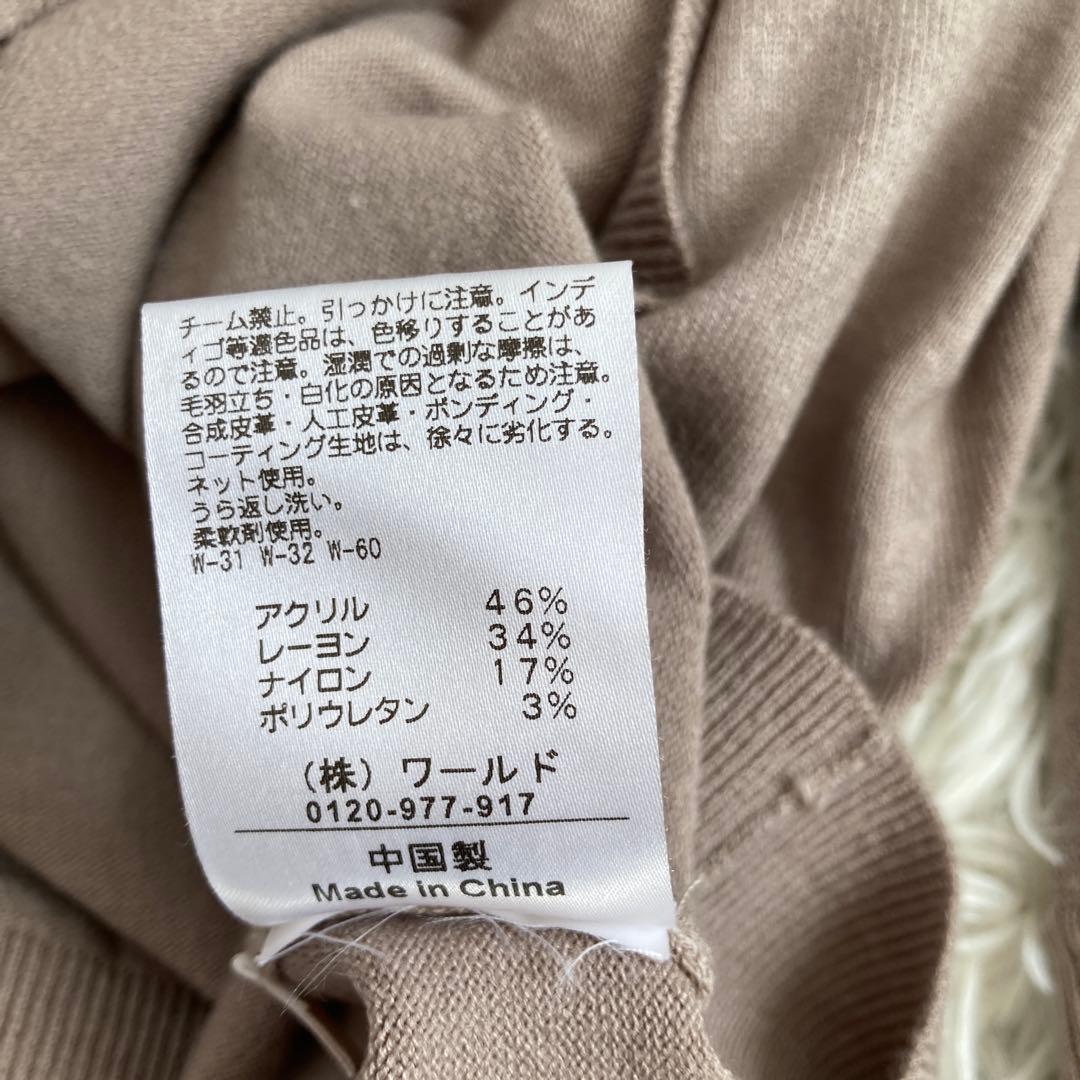 チーム禁止。引っかけに注意。インデ
ィゴ等濃色品は、色移りすることがあ
るので注意。湿潤での過剰な摩擦は、
毛羽立ち・白化の原因となるため注意。
合成皮革・人工皮革・ボンディング・
コーティング生地は、徐々に劣化する。
ネット使用。
うら返し洗い。
柔軟剤使用。
W-31 W-32 W-60
アクリル 46%
レーヨン 34%
ナイロン 17%
ポリウレタン 3%
(株) ワールド
0120-977-917
中国製
Made in China